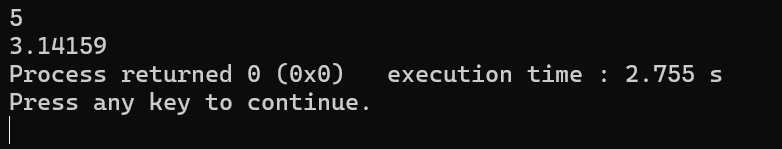 5
3.14159
Process returned 0 (0x0)   execution time : 2.755 s
Press any key to continue.